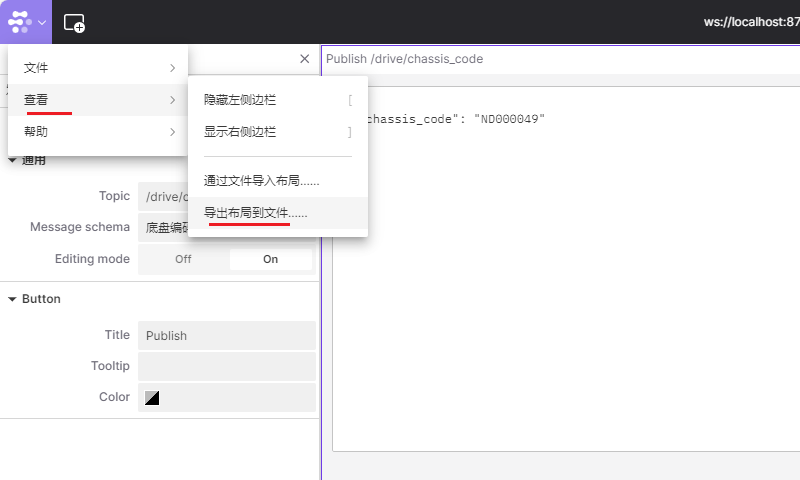 ws://localhost:87
文件
查看
帮助
隐藏左侧边栏 [
显示右侧边栏 ]
通过文件导入布局......
导出布局到文件......
Publish /drive/chassis_code
chassis_code": "ND000049"
通用
Topic /drive/c
Message schema 底盘编码
Editing mode Off On
Button
Title Publish
Tooltip
Color